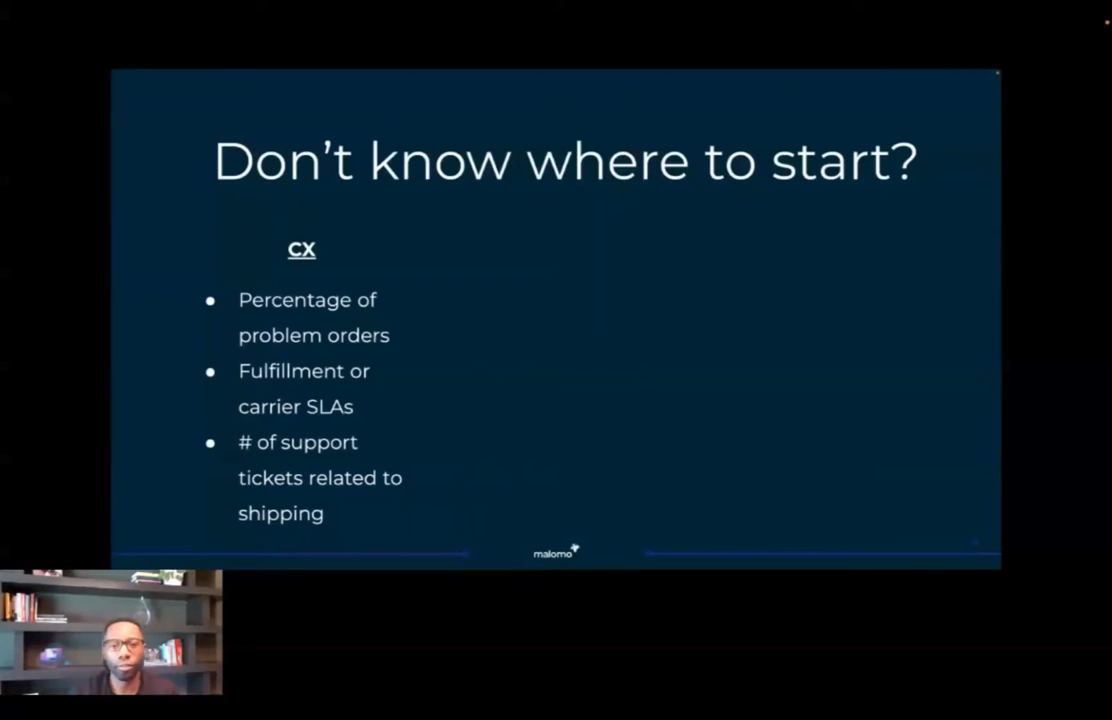 Don't know where to start?
CX
● Percentage of
problem orders
● Fulfillment or
carrier SLAs
● # of support
tickets related to
shipping
malomo